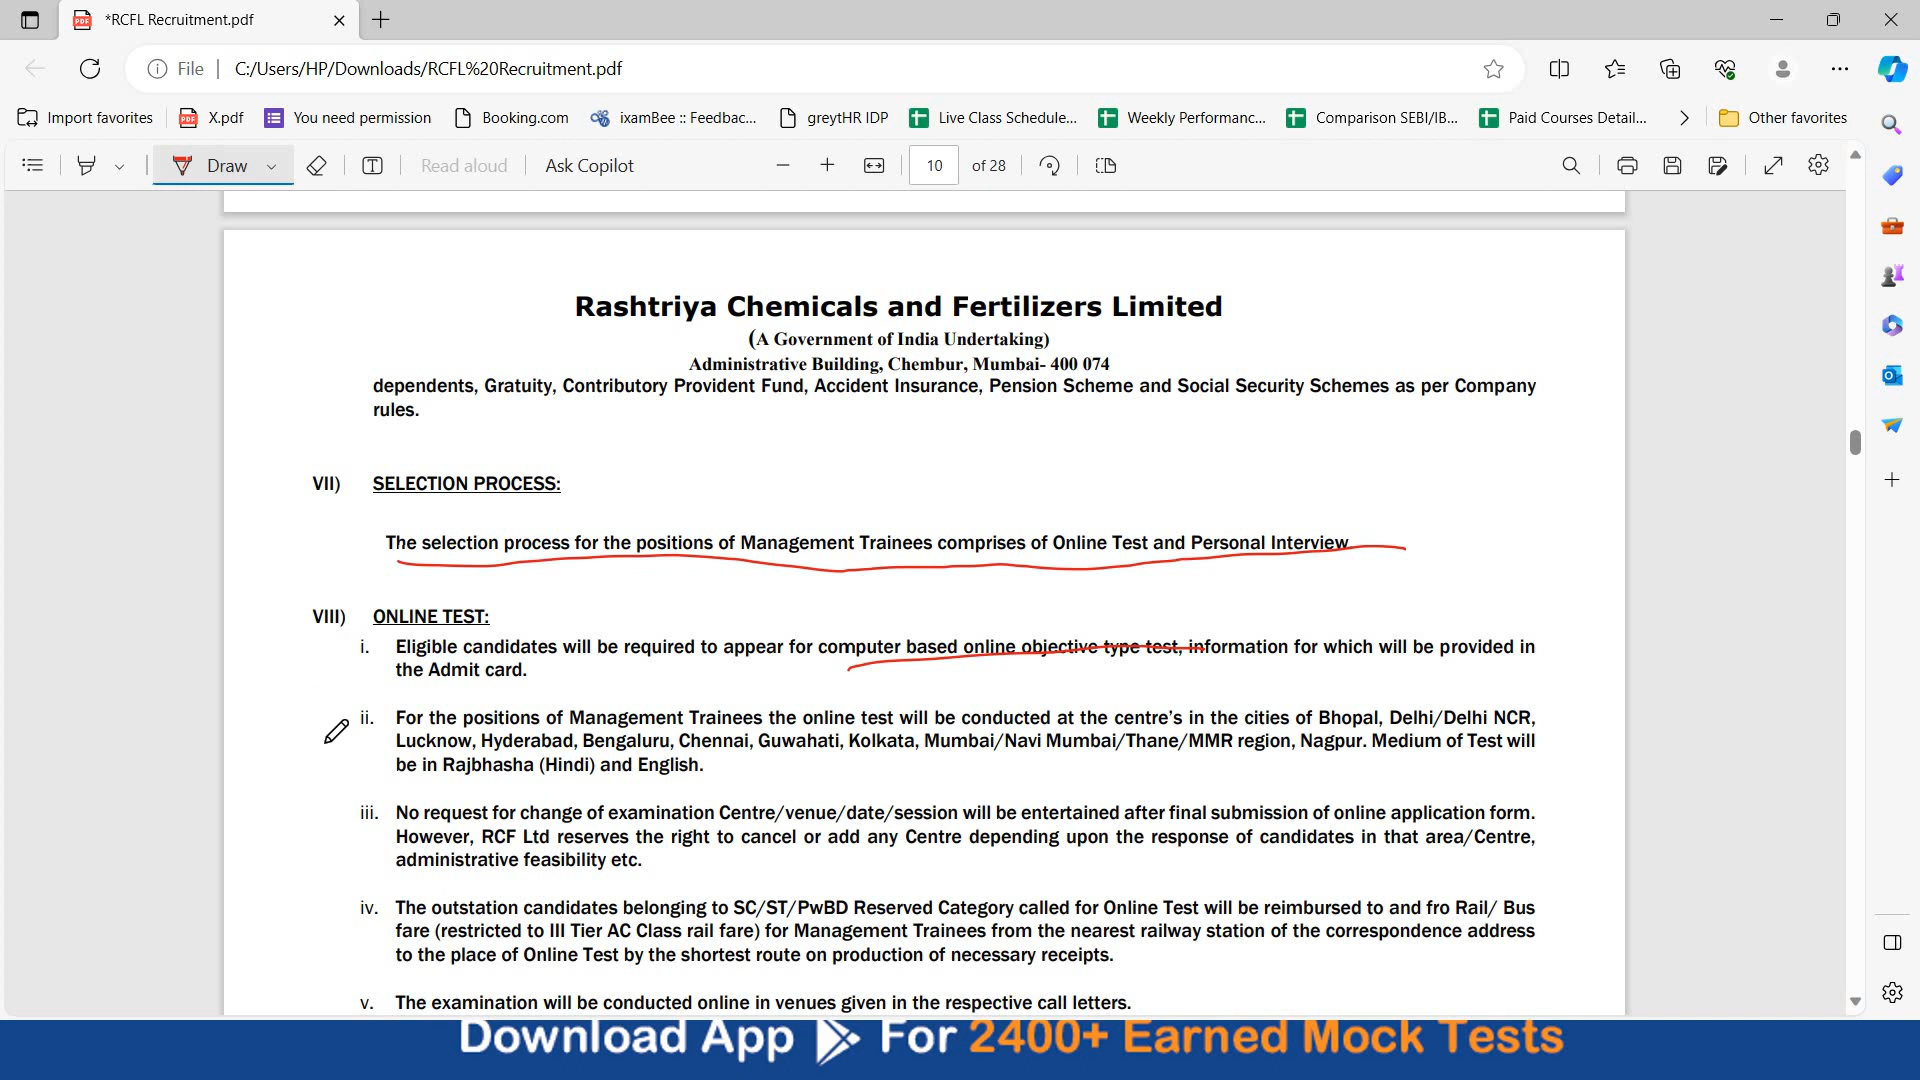 *RCFL Recruitment.pdf
File C:/Users/HP/Downloads/RCFL%20Recruitment.pdf
Import favorites X.pdf You need permission Booking.com ixamBee :: Feedbac... greytHR IDP Live Class Schedule... Weekly Performanc... Comparison SEBI/IB... Paid Courses Detail... Other favorites
Draw Read aloud Ask Copilot 10 of 28
Rashtriya Chemicals and Fertilizers Limited
(A Government of India Undertaking)
Administrative Building, Chembur, Mumbai- 400 074
dependents, Gratuity, Contributory Provident Fund, Accident Insurance, Pension Scheme and Social Security Schemes as per Company
rules.
VII) SELECTION PROCESS:
The selection process for the positions of Management Trainees comprises of Online Test and Personal Interview
VIII) ONLINE TEST:
i. Eligible candidates will be required to appear for computer based online objective type test, information for which will be provided in
the Admit card.
ii. For the positions of Management Trainees the online test will be conducted at the centre's in the cities of Bhopal, Delhi/Delhi NCR,
Lucknow, Hyderabad, Bengaluru, Chennai, Guwahati, Kolkata, Mumbai/Navi Mumbai/Thane/MMR region, Nagpur. Medium of Test will
be in Rajbhasha (Hindi) and English.
iii. No request for change of examination Centre/venue/date/session will be entertained after final submission of online application form.
However, RCF Ltd reserves the right to cancel or add any Centre depending upon the response of candidates in that area/Centre,
administrative feasibility etc.
iv. The outstation candidates belonging to SC/ST/PwBD Reserved Category called for Online Test will be reimbursed to and fro Rail/ Bus
fare (restricted to III Tier AC Class rail fare) for Management Trainees from the nearest railway station of the correspondence address
to the place of Online Test by the shortest route on production of necessary receipts.
v. The examination will be conducted online in venues given in the respective call letters.
Download App For 2400+ Earned Mock Tests